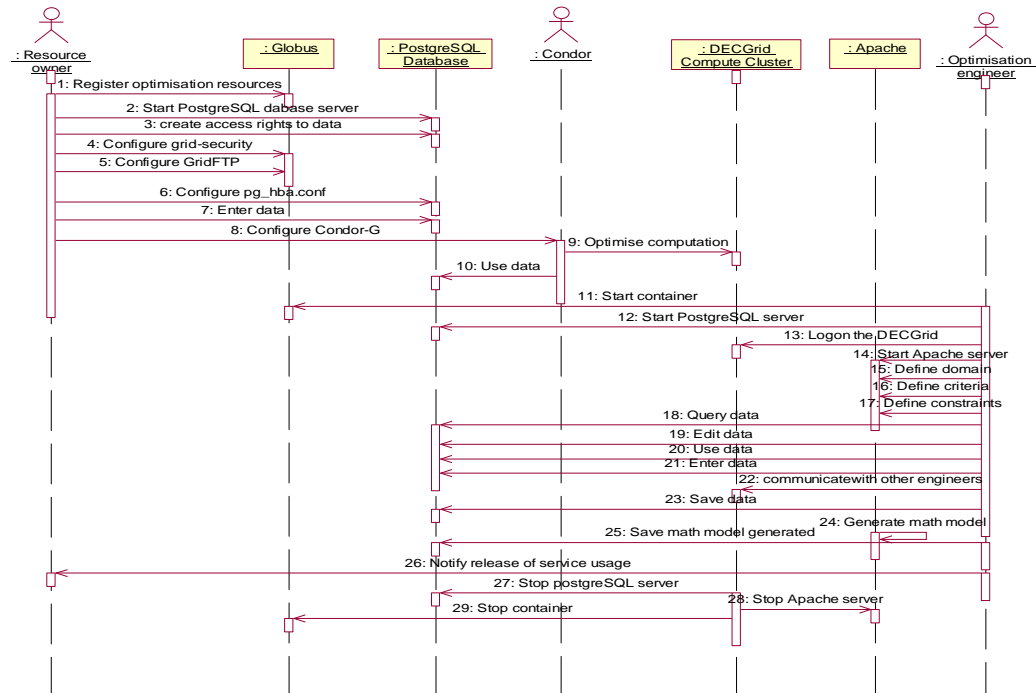 : Resource
owner
: Globus
: PostgreSQL
Database
: Condor
: DECGrid
Compute Cluster
: Apache
: Optimisation
engineer
1: Register optimisation resources
2: Start PostgreSQL dabase server
3: create access rights to data
4: Configure grid-security
5: Configure GridFTP
6: Configure pg_hba.conf
7: Enter data
8: Configure Condor-G
9: Optimise computation
10: Use data
11: Start container
12: Start PostgreSQL server
13: Logon the DECGrid
14: Start Apache server
15: Define domain
16: Define criteria
17: Define constraints
18: Query data
19: Edit data
20: Use data
21: Enter data
22: communicatewith other engineers
23: Save data
24: Generate math model
25: Save math model generated
26: Notify release of service usage
27: Stop postgreSQL server
28: Stop Apache server
29: Stop container